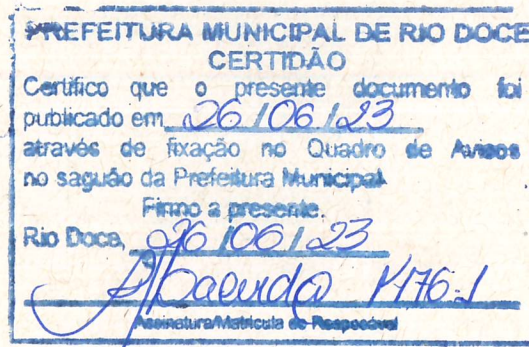 PREFEITURA MUNICIPAL DE RIO DOCE
CERTIDÃO
Certifico que o presente documento foi
publicado em 26/06/23
através de fixação no Quadro de Avisos
no saguão da Prefeitura Municipal.
Firmo a presente.
Rio Doce, 26/06/23
Assinatura/Matrícula do Responsável